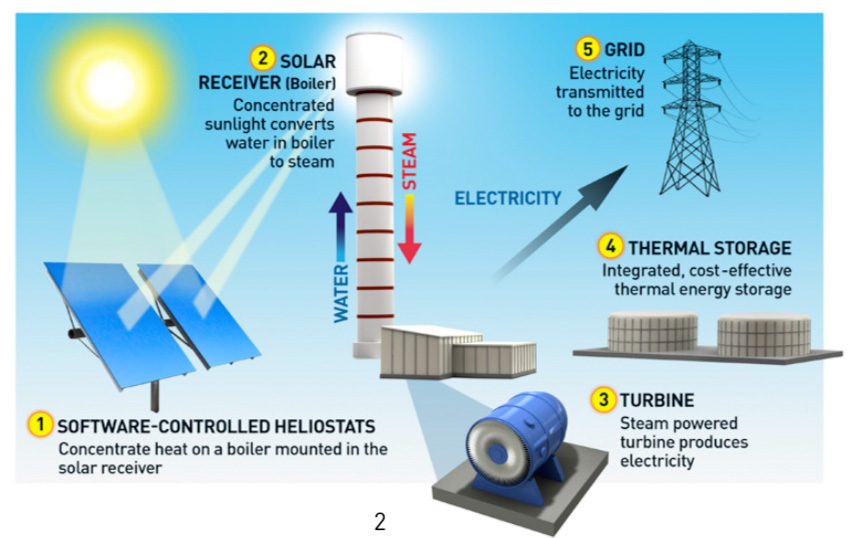 2 SOLAR
RECEIVER (Boiler)
Concentrated
sunlight converts
water in boiler
to steam
5 GRID
Electricity
transmitted
to the grid
STEAM
WATER
ELECTRICITY
4 THERMAL STORAGE
Integrated, cost-effective
thermal energy storage
3 TURBINE
Steam powered
turbine produces
electricity
1 SOFTWARE-CONTROLLED HELIOSTATS
Concentrate heat on a boiler mounted in the
solar receiver
2